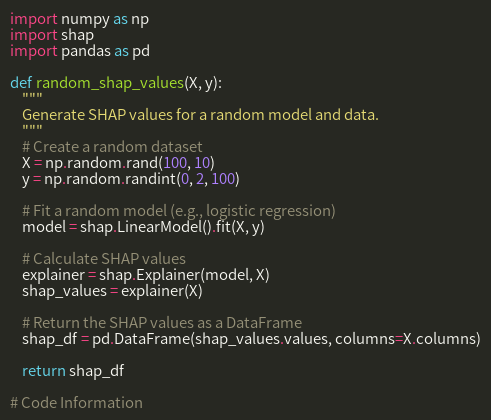 import numpy as np
import shap
import pandas as pd
def random_shap_values(X, y):
"""
Generate SHAP values for a random model and data.
"""
# Create a random dataset
X = np.random.rand(100, 10)
y = np.random.randint(0, 2, 100)
# Fit a random model (e.g., logistic regression)
model = shap.LinearModel().fit(X, y)
# Calculate SHAP values
explainer = shap.Explainer(model, X)
shap_values = explainer(X)
# Return the SHAP values as a DataFrame
shap_df = pd.DataFrame(shap_values.values, columns=X.columns)
return shap_df
# Code Information